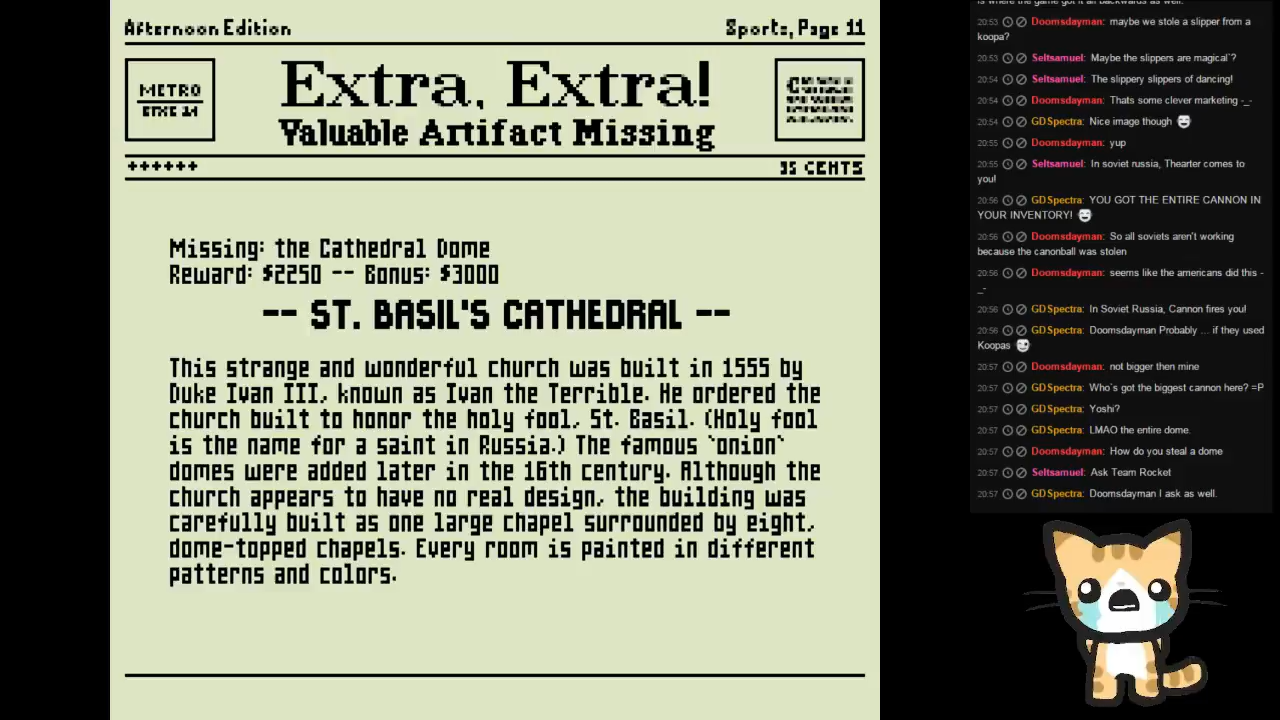 Afternoon Edition
Sports, Page 11
METRO
Extra, Extra!
Valuable Artifact Missing
++++++
35 CENTS
Missing: the Cathedral Dome
Reward: $2250 -- Bonus: $3000
-- ST. BASIL'S CATHEDRAL --
This strange and wonderful church was built in 1555 by
Duke Ivan III, known as Ivan the Terrible. He ordered the
church built to honor the holy fool, St. Basil. (Holy fool
is the name for a saint in Russia.) The famous `onion`
domes were added later in the 16th century. Although the
church appears to have no real design, the building was
carefully built as one large chapel surrounded by eight,
dome-topped chapels. Every room is painted in different
patterns and colors.
is where the game got it all backwards as well.
20:53 Doomsdayman: maybe we stole a slipper from a
koopa?
20:53 Seltsamuel: Maybe the slippers are magical`?
20:54 Seltsamuel: The slippery slippers of dancing!
20:54 Doomsdayman: Thats some clever marketing -_-
20:54 GDSpectra: Nice image though
20:55 Doomsdayman: yup
20:55 Seltsamuel: In soviet russia, Thearter comes to
you!
20:56 GDSpectra: YOU GOT THE ENTIRE CANNON IN
YOUR INVENTORY!
20:56 Doomsdayman: So all soviets aren't working
because the canonball was stolen
20:56 Doomsdayman: seems like the americans did this -
_-
20:56 GDSpectra: In Soviet Russia, Cannon fires you!
20:56 GDSpectra: Doomsdayman Probably ... if they used
Koopas
20:57 Doomsdayman: not bigger then mine
20:57 GDSpectra: Who`s got the biggest cannon here? =P
20:57 GDSpectra: Yoshi?
20:57 GDSpectra: LMAO the entire dome.
20:57 Doomsdayman: How do you steal a dome
20:57 Seltsamuel: Ask Team Rocket
20:57 GDSpectra: Doomsdayman I ask as well.